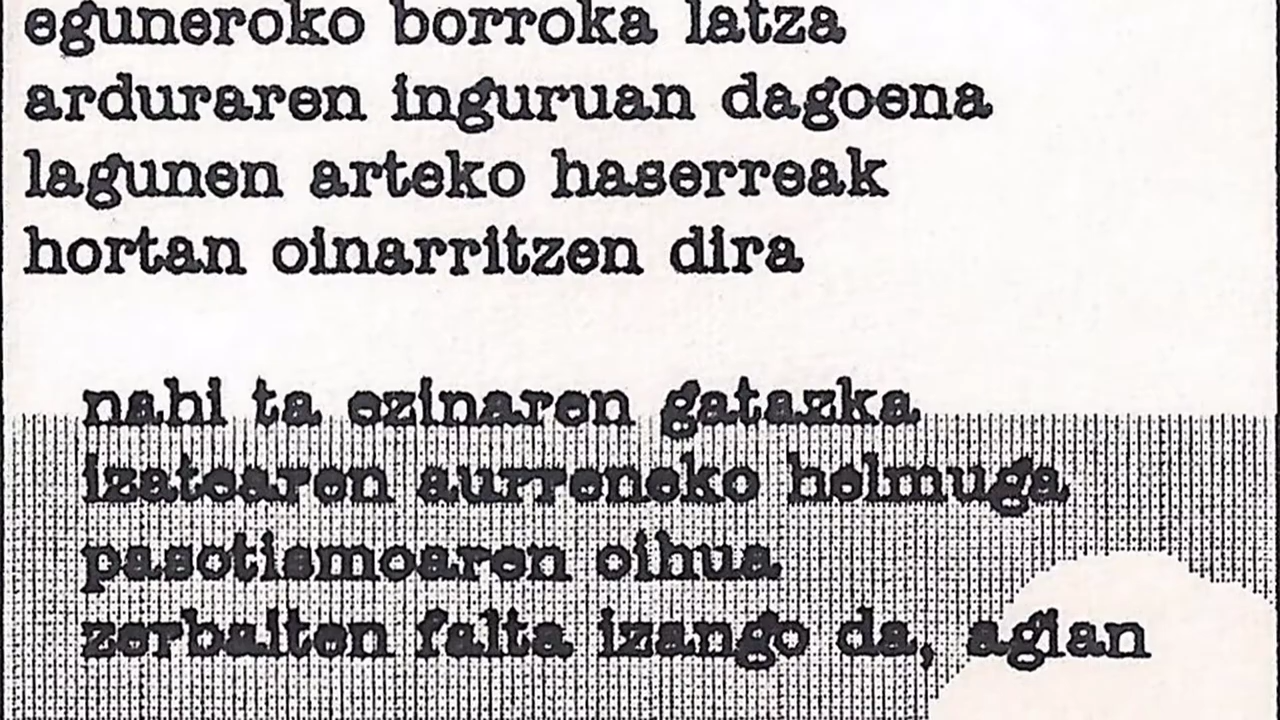 eguneroko borroka latza
arduraren inguruan dagoena
lagunen arteko haserreak
hortan oinarritzen dira
nahi ta ezinaren gatazka
izatearen aurreneko helmuga
pasotismoaren oihua
zerbaiten falta izango da, agian